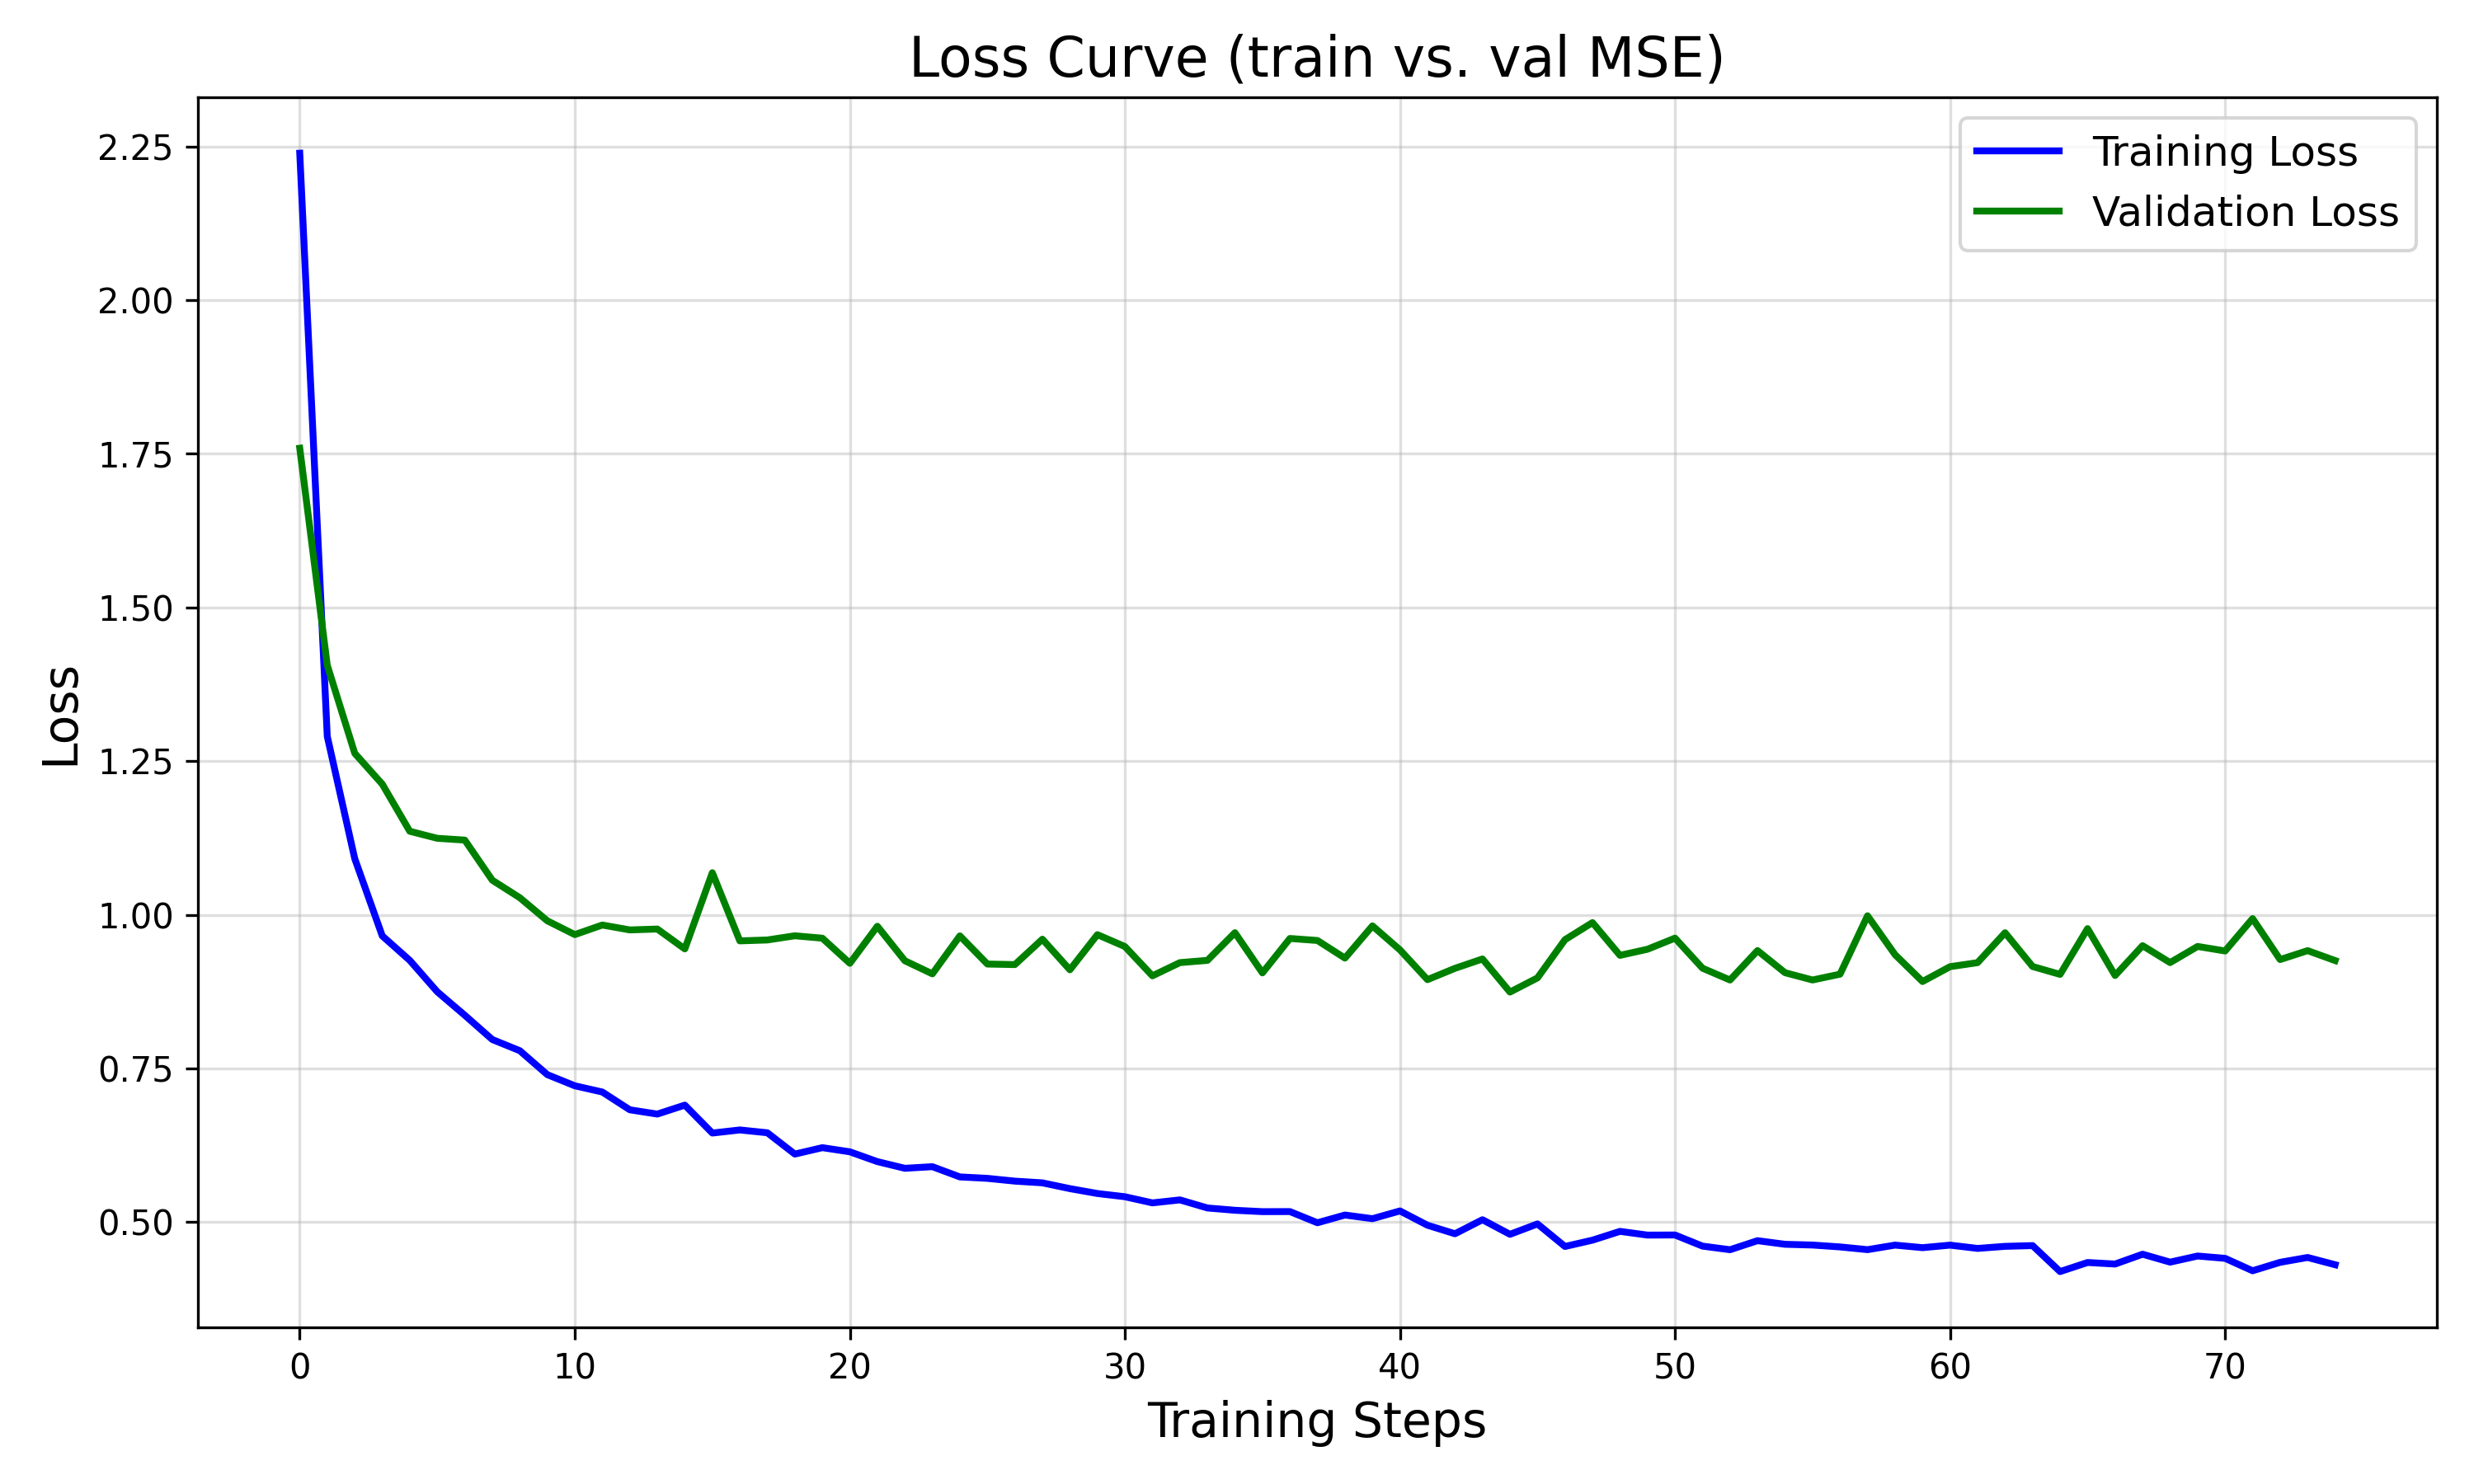 Loss Curve (train vs. val MSE)
Training Loss
Validation Loss
2.25
2.00
1.75
1.50
1.25
1.00
0.75
0.50
Loss
0 10 20 30 40 50 60 70
Training Steps